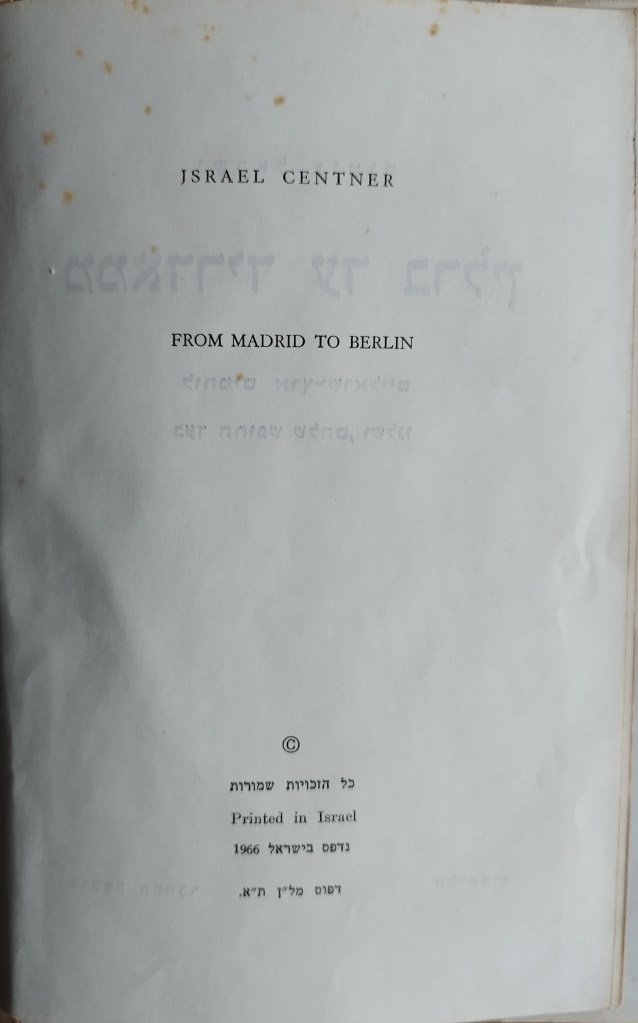 JSRAEL CENTNER
FROM MADRID TO BERLIN
©
כל הזכויות שמורות
Printed in Israel
נדפס בישראל 1966
דפוס מל״ן ת״א.